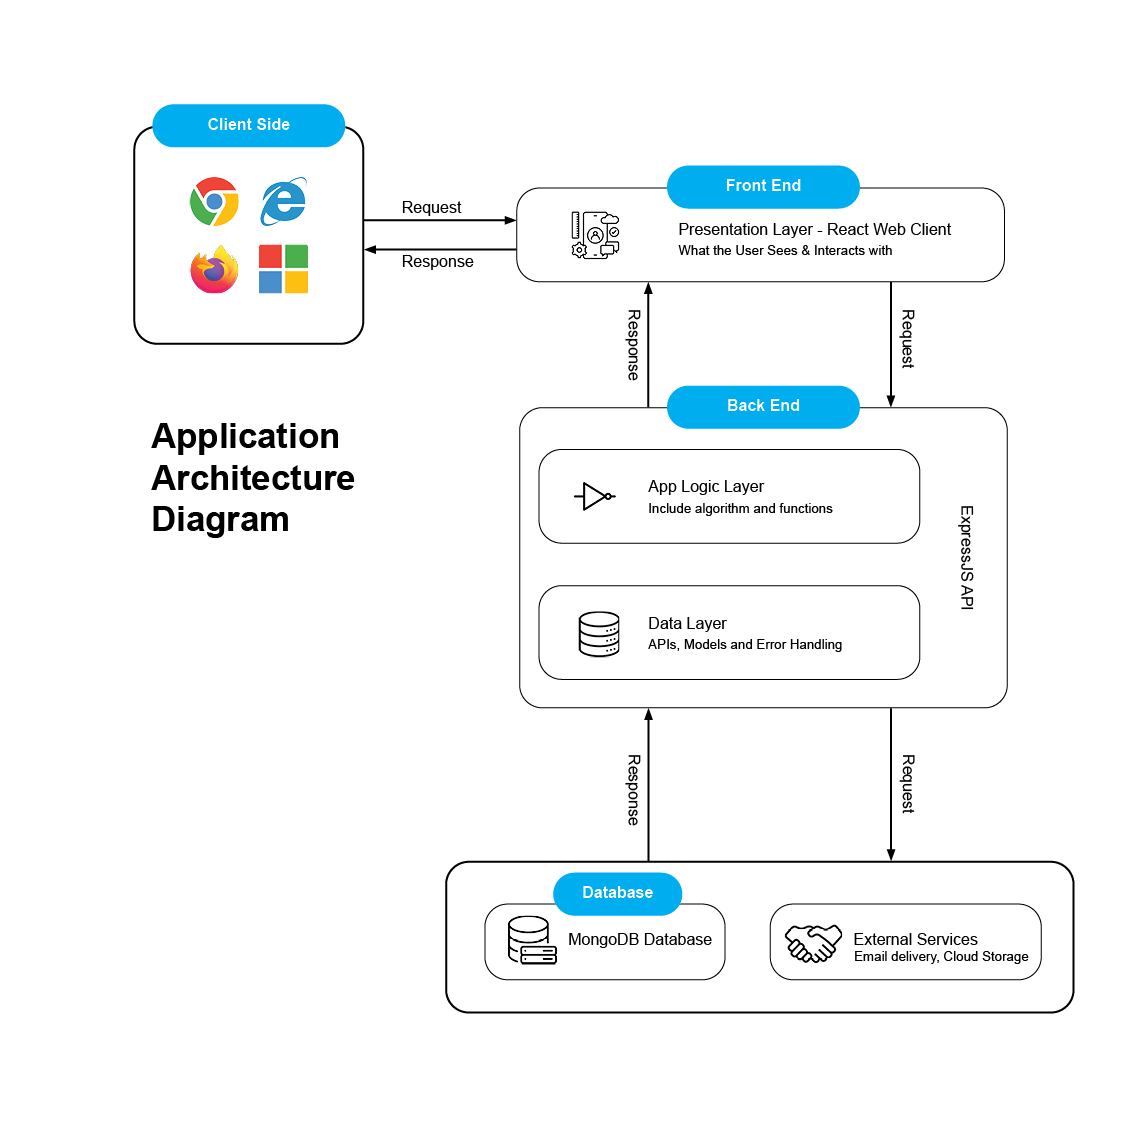 Client Side
Front End
Request
Response
Presentation Layer - React Web Client
What the User Sees & Interacts with
Response
Request
Application
Architecture
Diagram
Back End
App Logic Layer
Include algorithm and functions
ExpressJS API
Data Layer
APIs, Models and Error Handling
Response
Request
Database
MongoDB Database
External Services
Email delivery, Cloud Storage